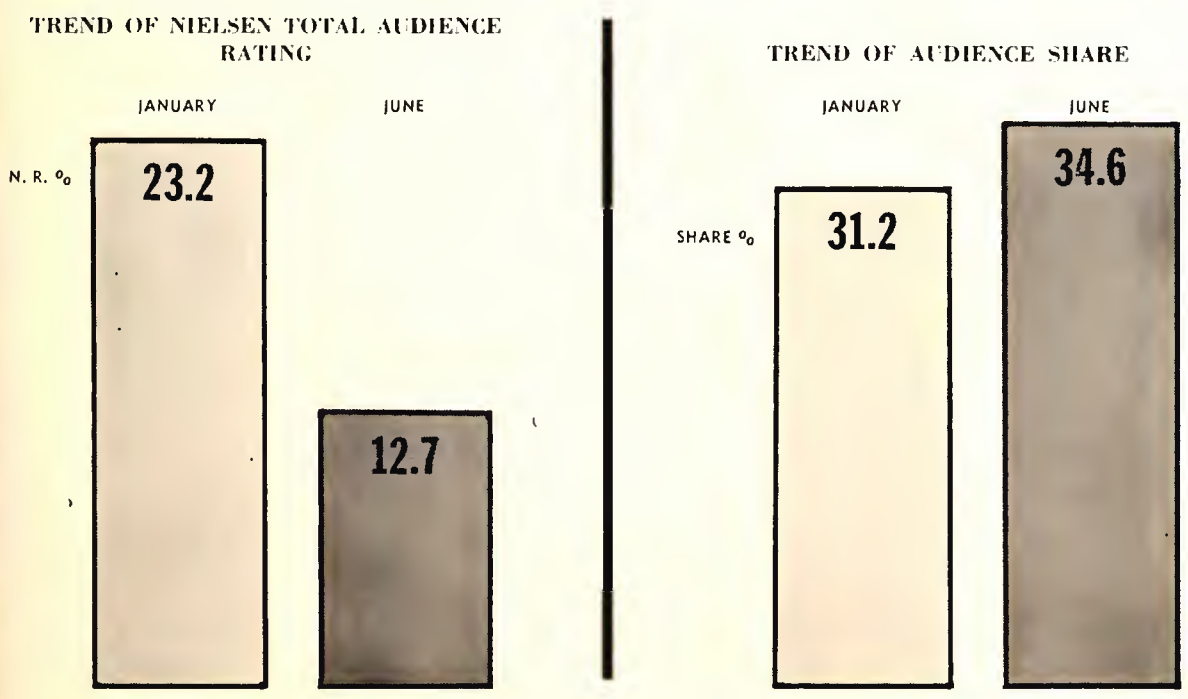 TREND OF NIELSEN TOTAL AUDIENCE
RATING
JANUARY JUNE
N. R. %
23.2
12.7
TREND OF AUDIENCE SHARE
JANUARY JUNE
SHARE %
31.2
34.6